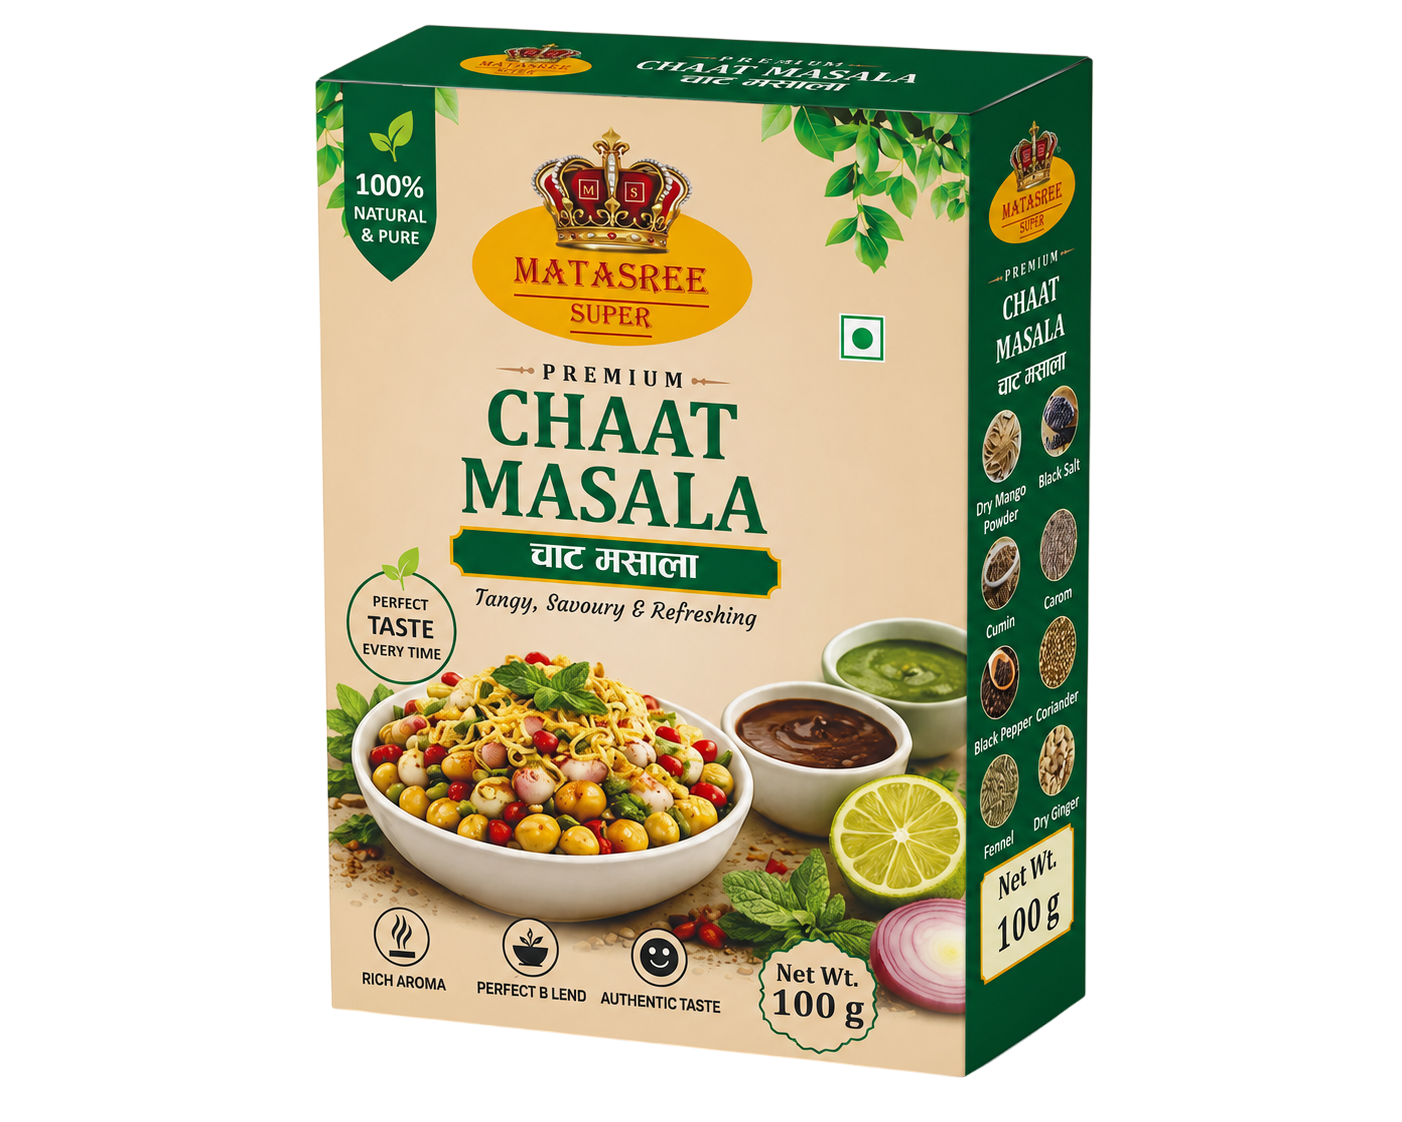 MATASREE
SUPER
PREMIUM
CHAAT MASALA
चाट मसाला
100%
NATURAL
& PURE
M S
MATASREE
SUPER
PREMIUM
CHAAT
MASALA
चाट मसाला
Tangy, Savoury & Refreshing
PERFECT
TASTE
EVERY TIME
RICH AROMA
PERFECT B LEND
AUTHENTIC TASTE
Net Wt.
100 g
MATASREE
SUPER
PREMIUM
CHAAT
MASALA
चाट मसाला
Dry Mango
Powder
Black Salt
Cumin
Carom
Black Pepper
Coriander
Fennel
Dry Ginger
Net Wt.
100 g